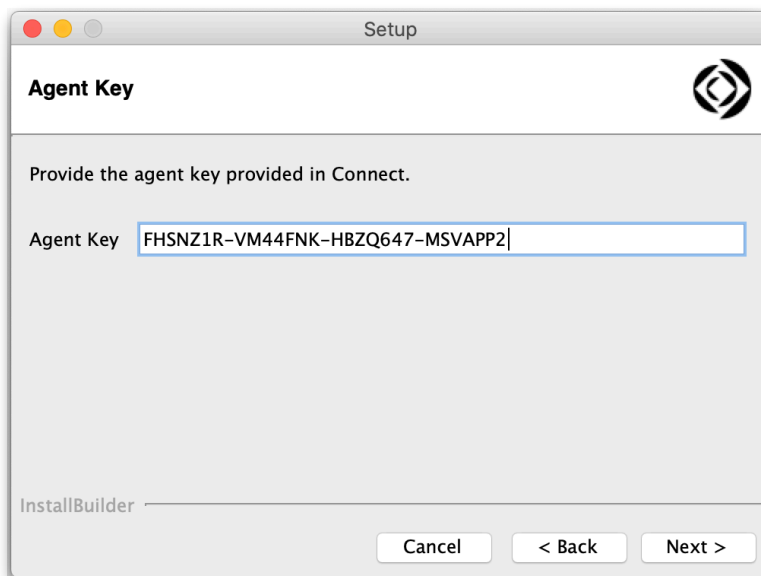 Setup
Agent Key
Provide the agent key provided in Connect.
Agent Key FHSNZ1R-VM44FNK-HBZQ647-MSVAPP2
InstallBuilder
Cancel < Back Next >